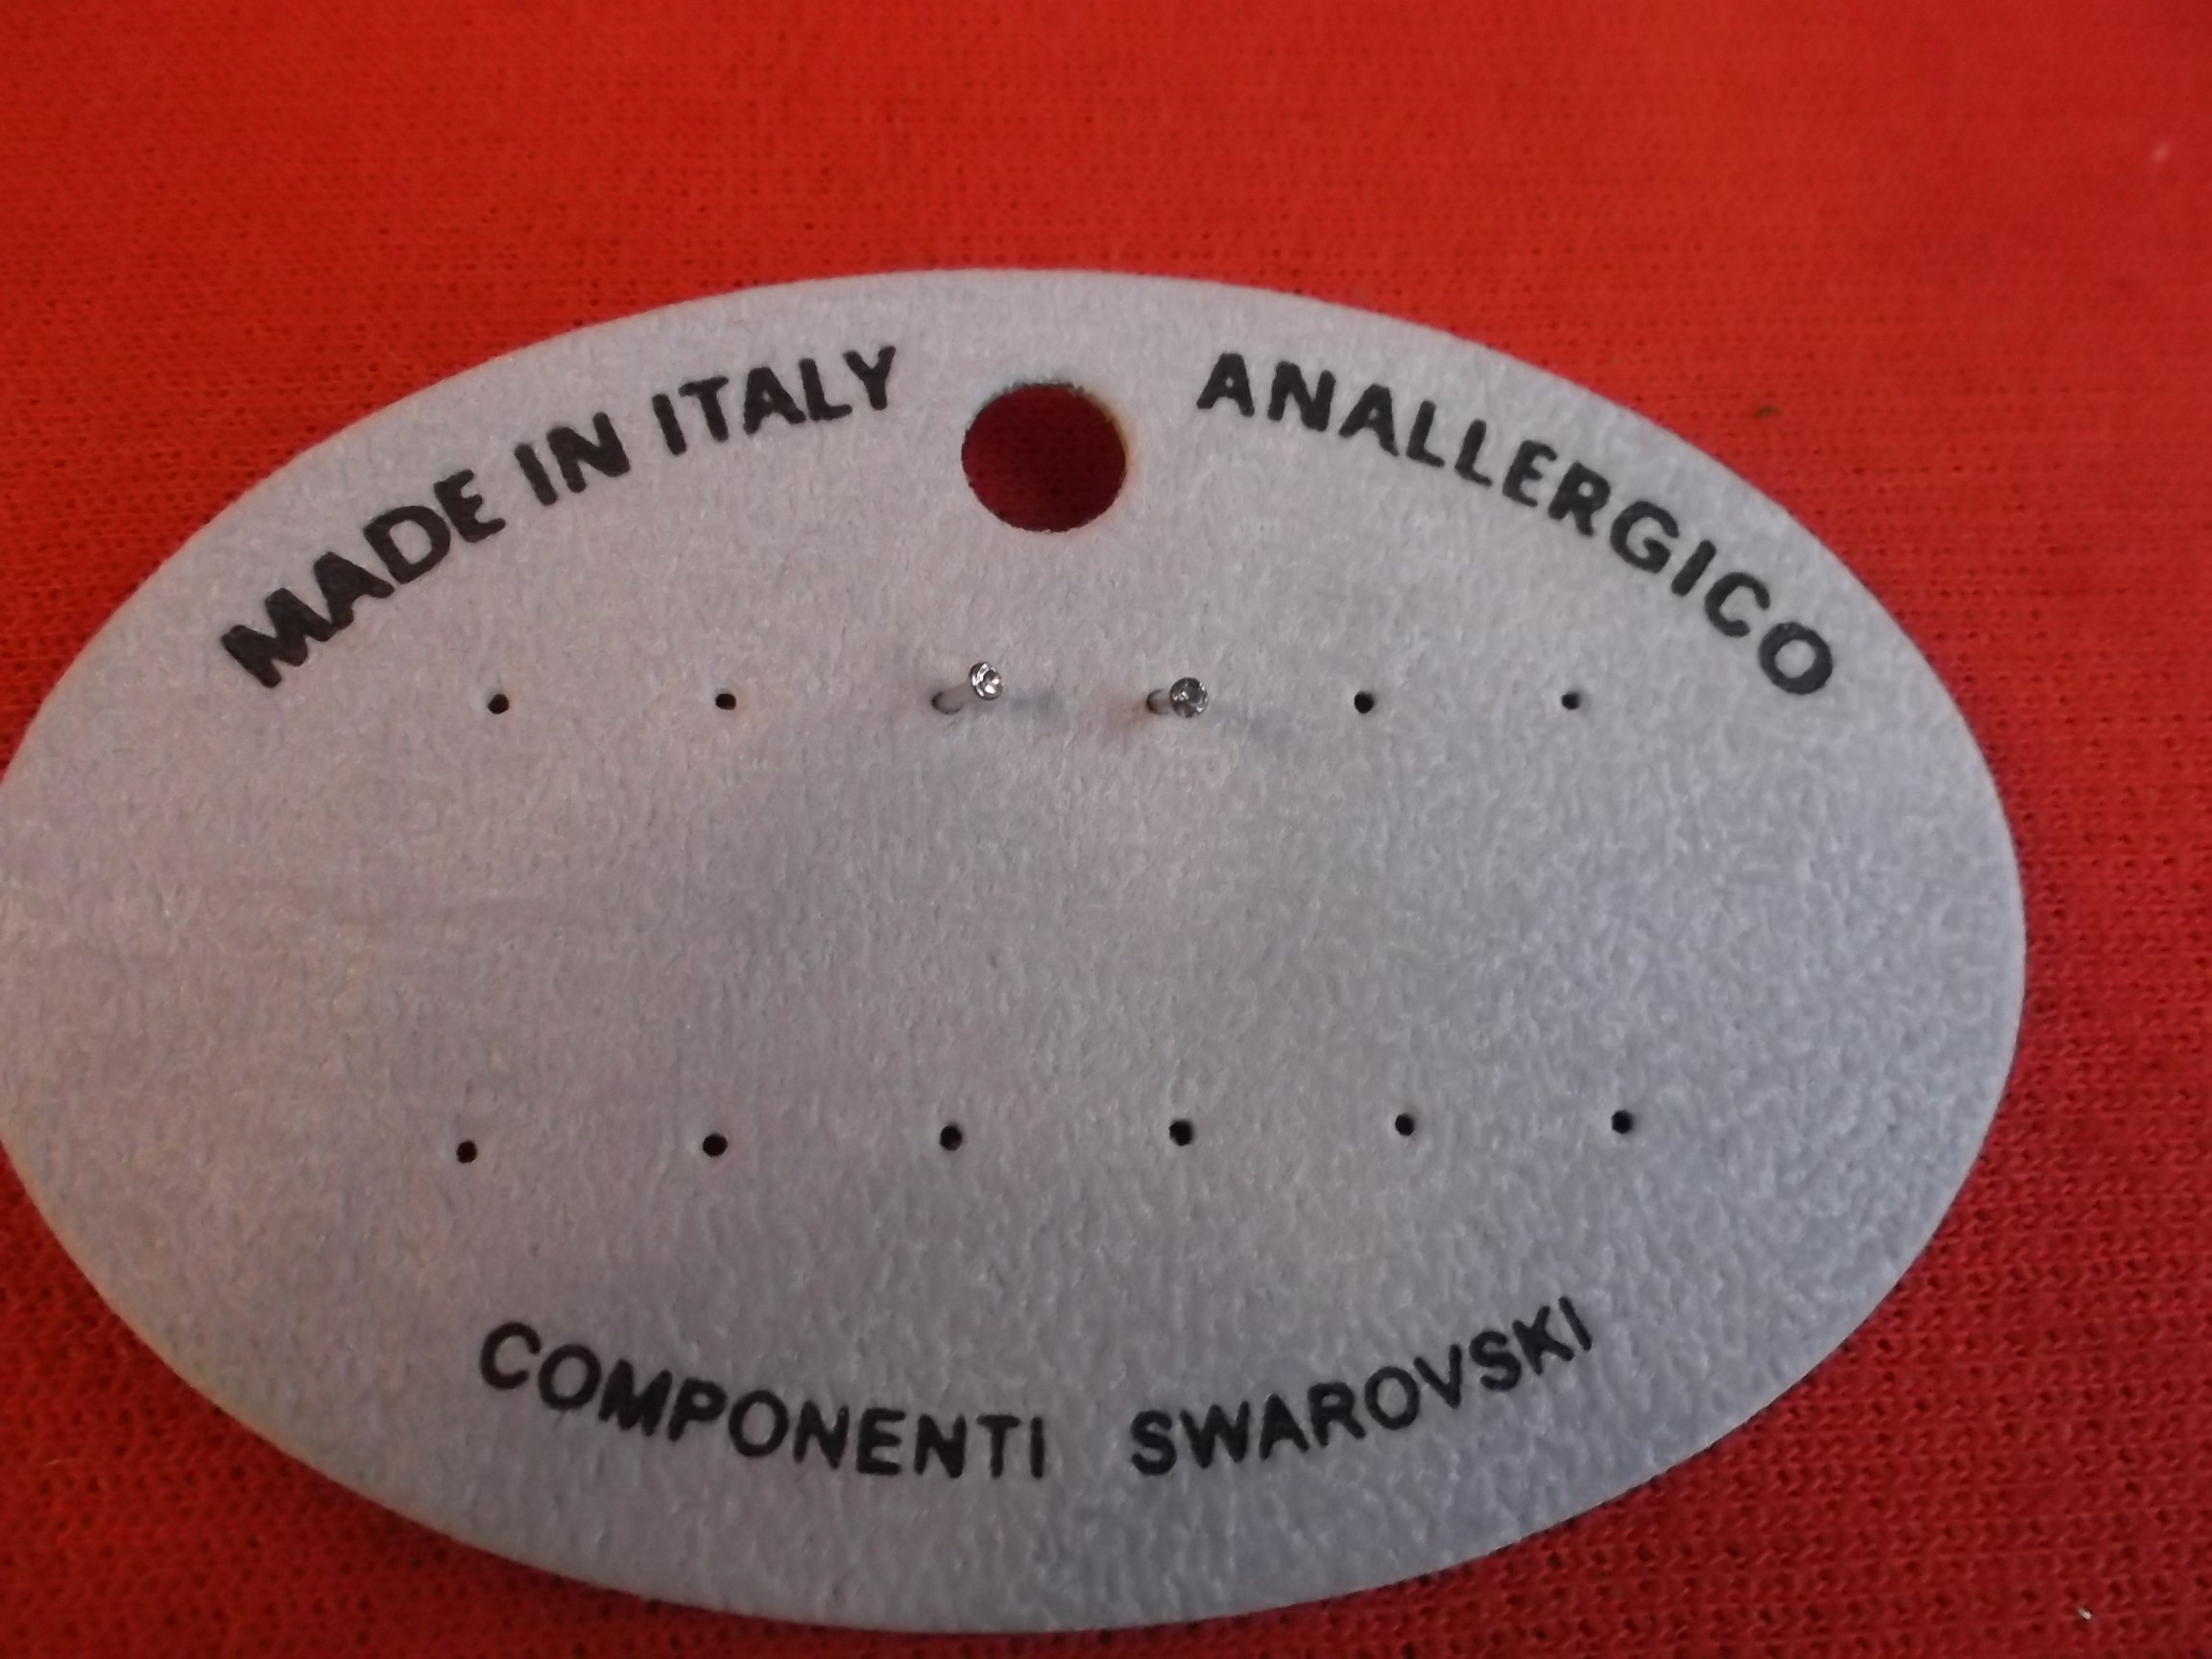 MADE IN ITALY
ANALLERGICO
COMPONENTI SWAROVSKI